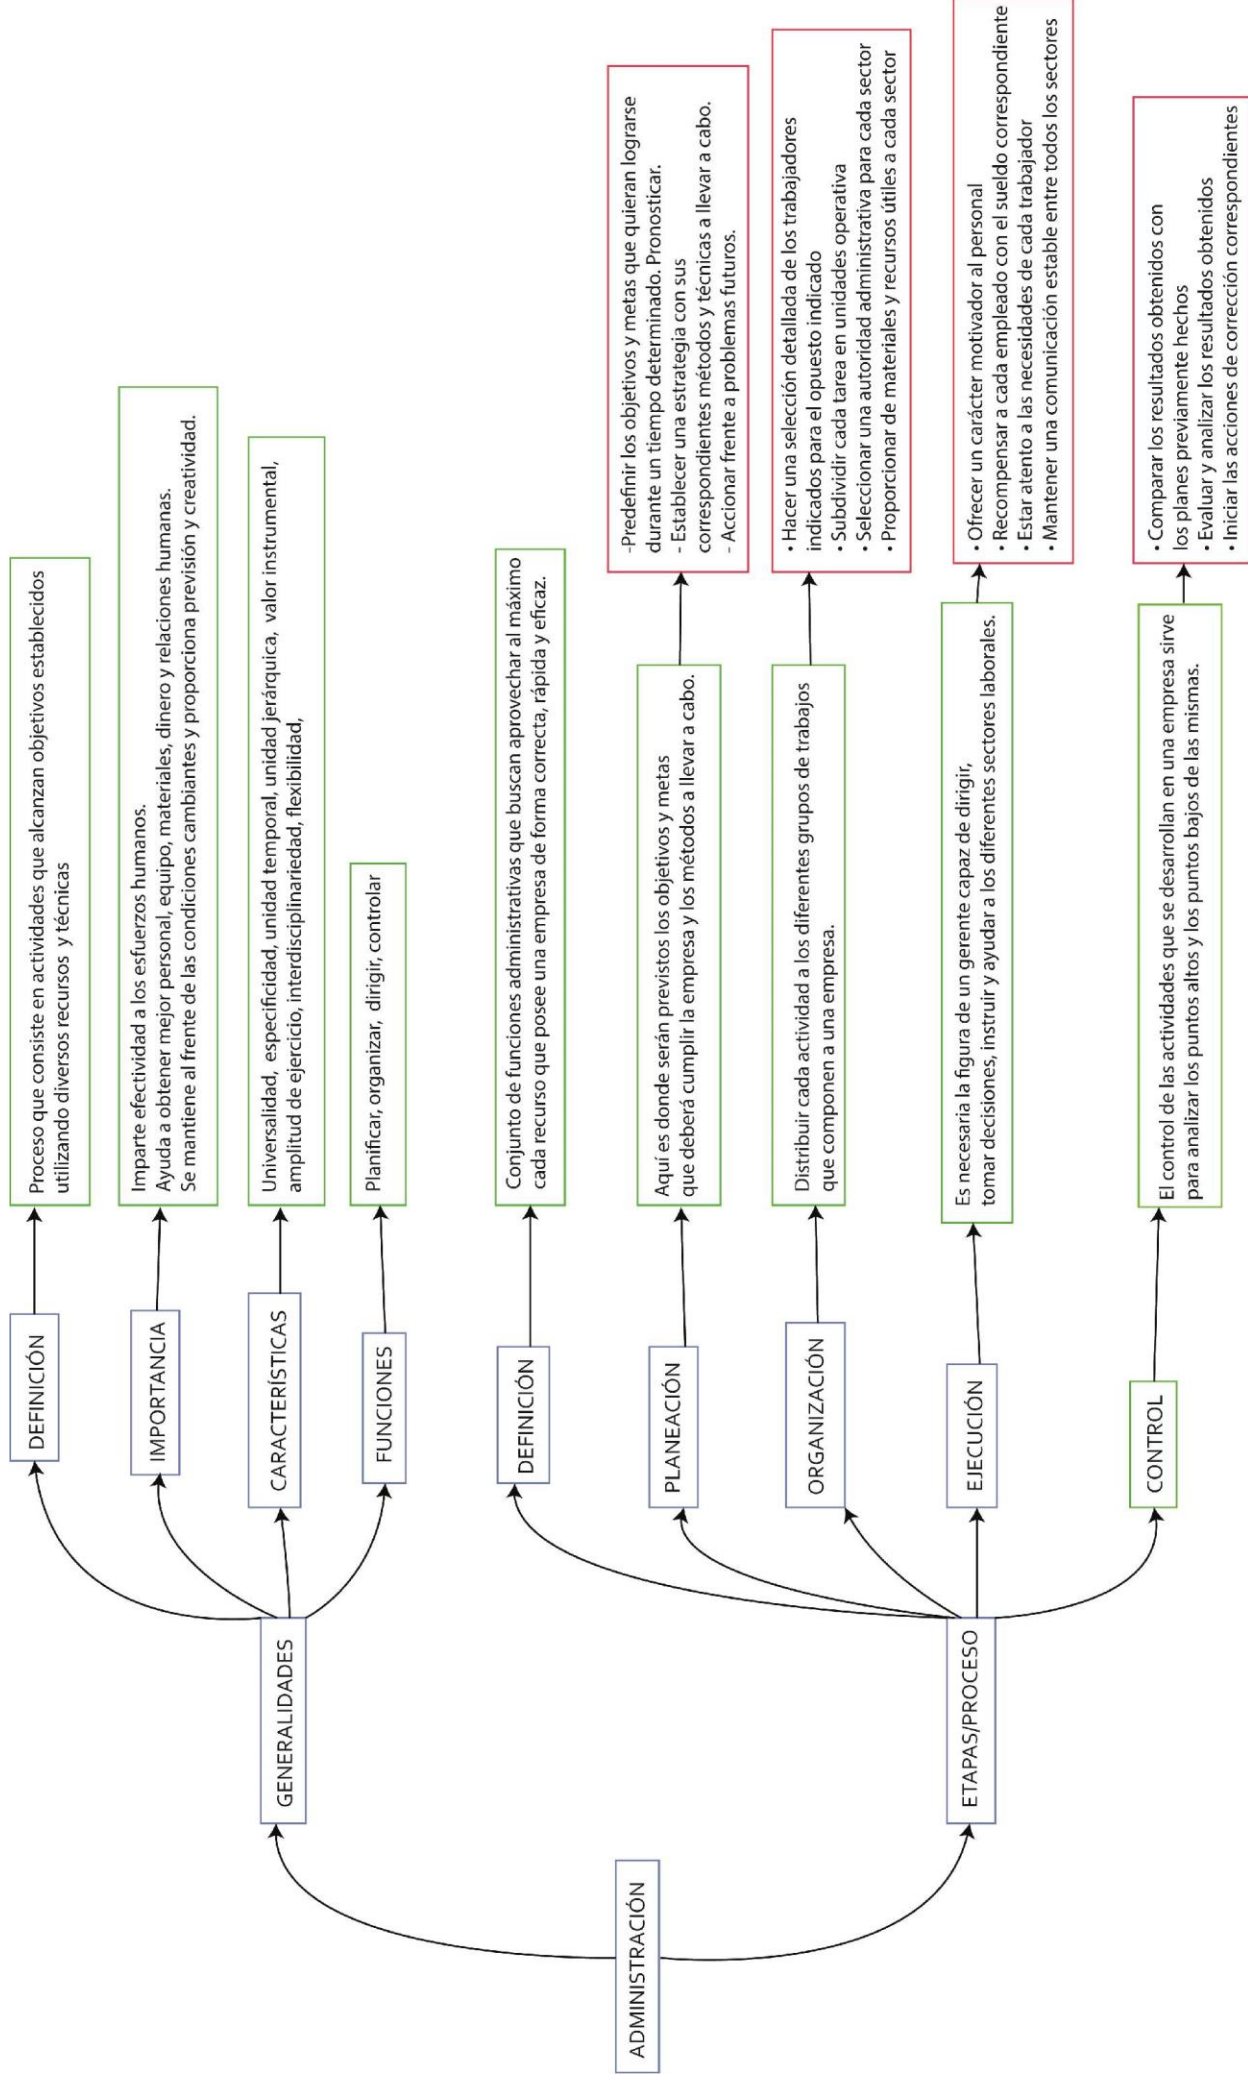 ADMINISTRACIÓN
GENERALIDADES
DEFINICIÓN
Proceso que consiste en actividades que alcanzan objetivos establecidos
utilizando diversos recursos y técnicas
IMPORTANCIA
Imparte efectividad a los esfuerzos humanos.
Ayuda a obtener mejor personal, equipo, materiales, dinero y relaciones humanas.
Se mantiene al frente de las condiciones cambiantes y proporciona previsión y creatividad.
CARACTERÍSTICAS
Universalidad, especificidad, unidad temporal, unidad jerárquica, valor instrumental,
amplitud de ejercicio, interdisciplinariedad, flexibilidad,
FUNCIONES
Planificar, organizar, dirigir, controlar
ETAPAS/PROCESO
DEFINICIÓN
Conjunto de funciones administrativas que buscan aprovechar al máximo
cada recurso que posee una empresa de forma correcta, rápida y eficaz.
PLANEACIÓN
Aquí es donde serán previstos los objetivos y metas
que deberá cumplir la empresa y los métodos a llevar a cabo.
-Predefinir los objetivos y metas que quieran lograrse
durante un tiempo determinado. Pronosticar.
- Establecer una estrategia con sus
correspondientes métodos y técnicas a llevar a cabo.
- Accionar frente a problemas futuros.
ORGANIZACIÓN
Distribuir cada actividad a los diferentes grupos de trabajos
que componen a una empresa.
• Hacer una selección detallada de los trabajadores
indicados para el opuesto indicado
• Subdividir cada tarea en unidades operativa
• Seleccionar una autoridad administrativa para cada sector
• Proporcionar de materiales y recursos útiles a cada sector
EJECUCIÓN
Es necesaria la figura de un gerente capaz de dirigir,
tomar decisiones, instruir y ayudar a los diferentes sectores laborales.
• Ofrecer un carácter motivador al personal
• Recompensar a cada empleado con el sueldo correspondiente
• Estar atento a las necesidades de cada trabajador
• Mantener una comunicación estable entre todos los sectores
CONTROL
El control de las actividades que se desarrollan en una empresa sirve
para analizar los puntos altos y los puntos bajos de las mismas.
• Comparar los resultados obtenidos con
los planes previamente hechos
• Evaluar y analizar los resultados obtenidos
• Iniciar las acciones de corrección correspondientes